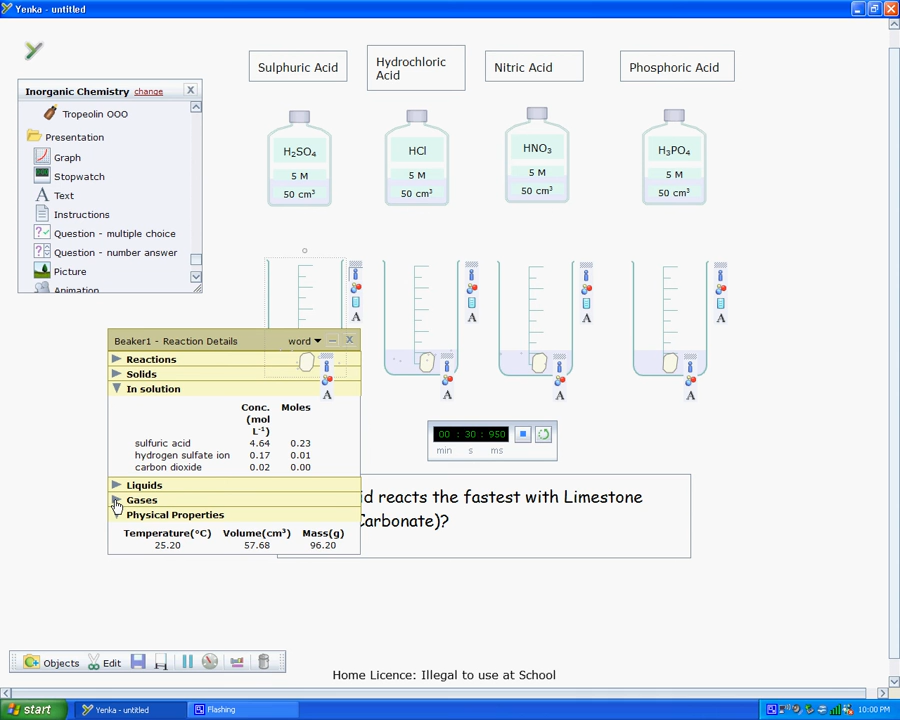 Yenka - untitled
Sulphuric Acid
Hydrochloric
Acid
Nitric Acid
Phosphoric Acid
Inorganic Chemistry change X
Tropeolin OOO
Presentation
Graph
Stopwatch
A Text
Instructions
Question - multiple choice
Question - number answer
Picture
Animation
H₂SO₄
5 M
50 cm³
HCl
5 M
50 cm³
HNO₃
5 M
50 cm³
H₃PO₄
5 M
50 cm³
A
A
A
A
Beaker1 - Reaction Details word
Reactions
Solids
In solution
Conc.
(mol
L⁻¹)
Moles
sulfuric acid 4.64 0.23
hydrogen sulfate ion 0.17 0.01
carbon dioxide 0.02 0.00
Liquids
Gases
Physical Properties
Temperature(°C) Volume(cm³) Mass(g)
25.20 57.68 96.20
A
A
A
A
00 : 30 : 950
min s ms
id reacts the fastest with Limestone
Carbonate)?
Objects Edit
Home Licence: Illegal to use at School
start Yenka - untitled Flashing 10:00 PM